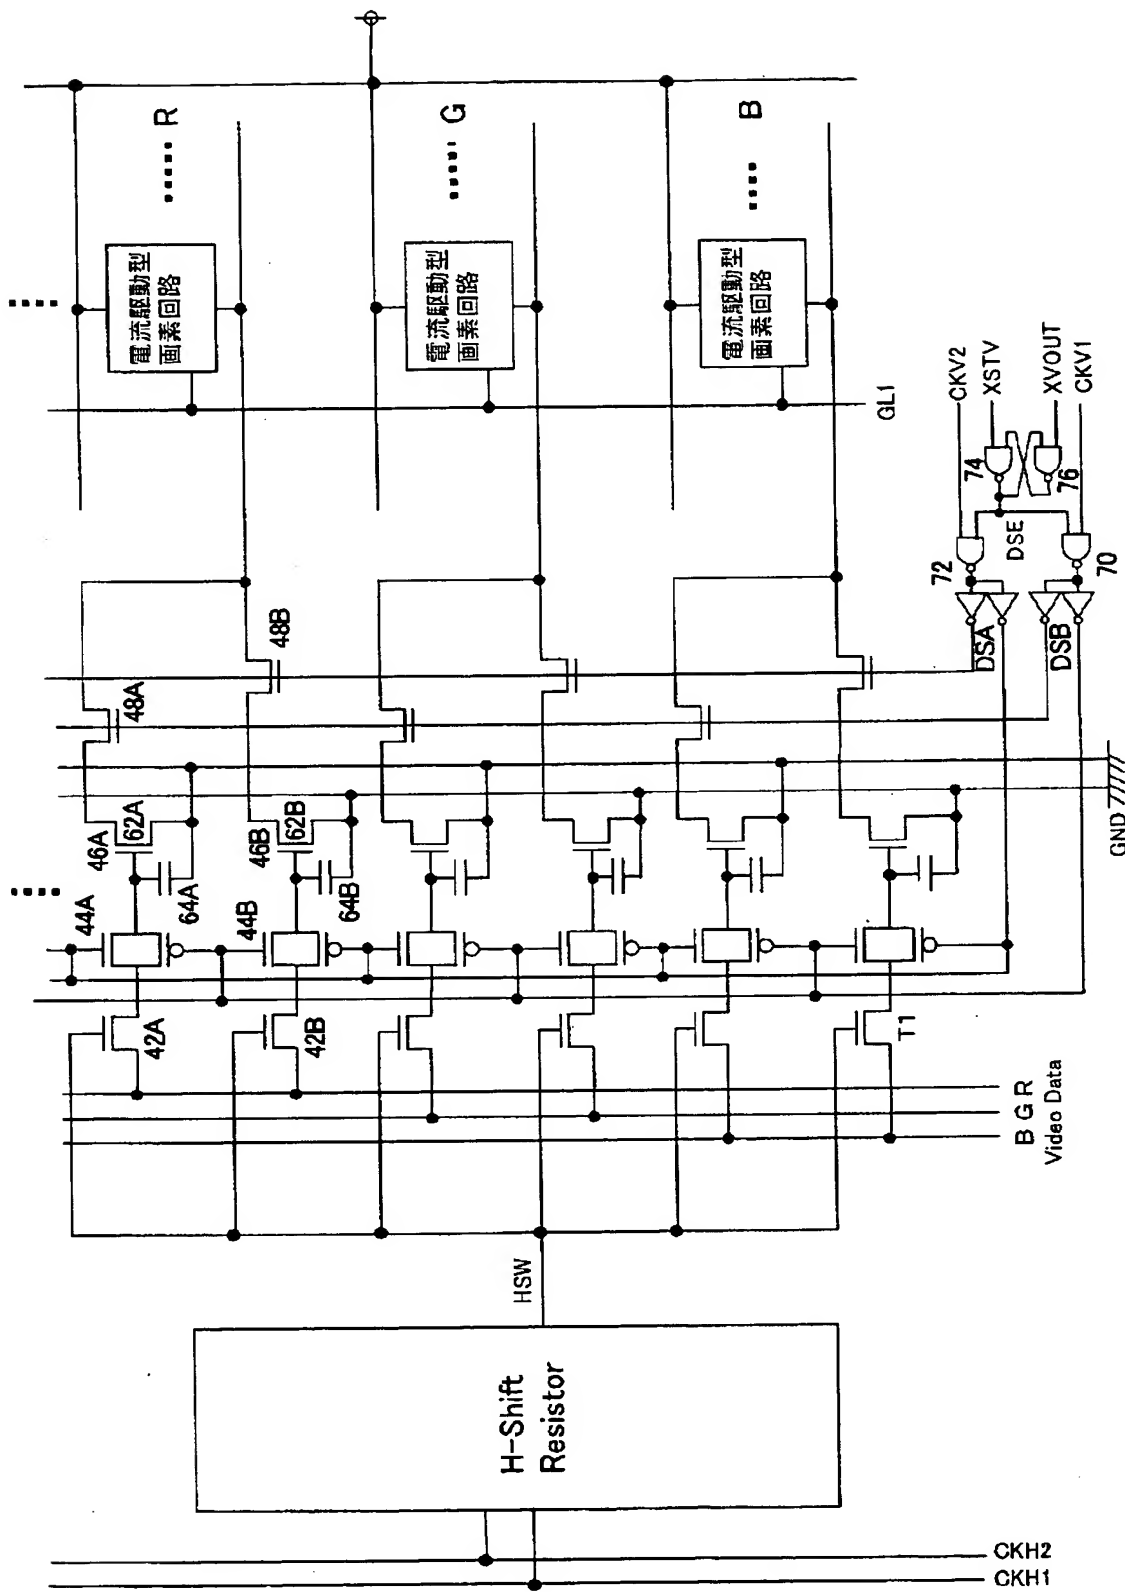 R
G
B
電流駆動型
画素回路
電流駆動型
画素回路
電流駆動型
画素回路
GL1
CKV2
XSTV
XVOUT
CKV1
74
76
DSE
72
70
DSA
DSB
48A
48B
46A
62A
46B
62B
64A
64B
GND
44A
44B
42A
42B
T1
B G R
Video Data
HSW
H-Shift
Resistor
CKH2
CKH1